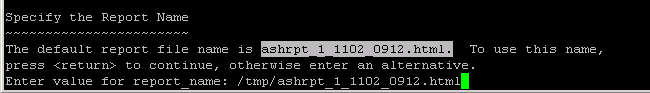 Specify the Report Name
~~~~~~~~~~~~~~~~~~~~~~~
The default report file name is ashrpt_1_1102_0912.html.  To use this name,
press <return> to continue, otherwise enter an alternative.
Enter value for report_name: /tmp/ashrpt_1_1102_0912.html